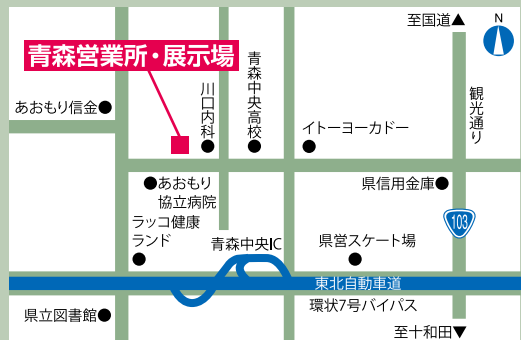 至国道▲
N
青森営業所・展示場
青森中央高校
川口内科
観光通り
あおもり信金●
イトーヨーカドー
●あおもり
協立病院
県信用金庫●
ラッコ健康
ランド
103
青森中央IC
県営スケート場
東北自動車道
環状7号バイパス
県立図書館●
至十和田▼